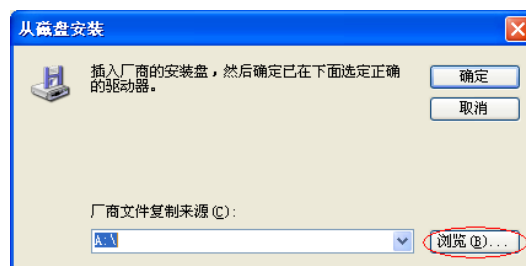 从磁盘安装
插入厂商的安装盘，然后确定已在下面选定正确
的驱动器。
确定
取消
厂商文件复制来源(C):
A:\
浏览(B)...